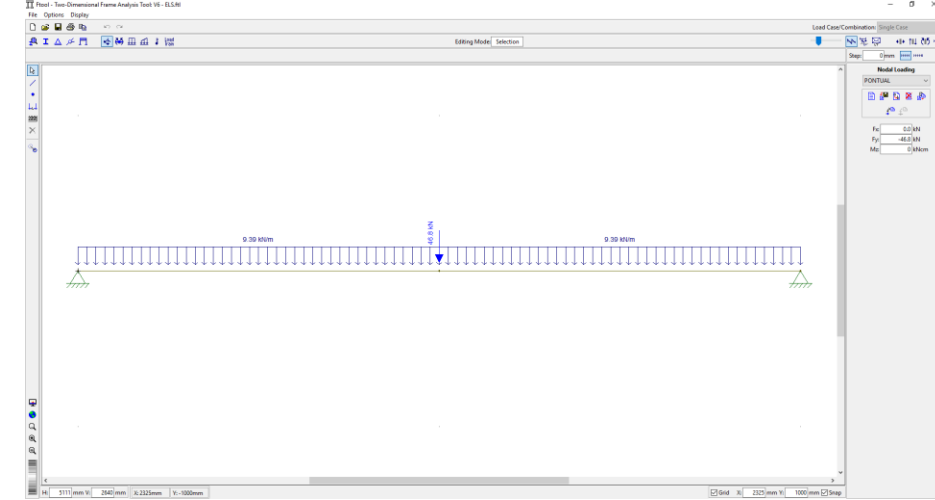 Ftool - Two-Dimensional Frame Analysis Tool: V6 - ELS.ftl
File Options Display
Load Case/Combination: Single Case
Editing Mode: Selection
Step: 0 mm
Nodal Loading
PONTUAL
Fx: 0.0 kN
Fy: -46.8 kN
Mz: 0 kNcm
46.8 kN
9.39 kN/m 9.39 kN/m
H: 5111 mm V: 2640 mm X: 2325mm Y: -1000mm Grid X: 2325 mm Y: 1000 mm Snap